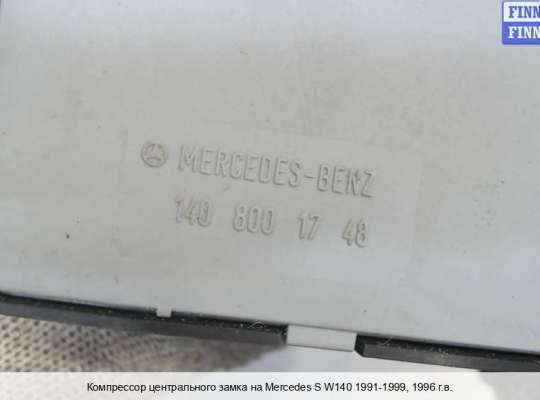 FINN
FINN
MERCEDES-BENZ
140 800 17 48
Компрессор центрального замка на Mercedes S W140 1991-1999, 1996 г.в.